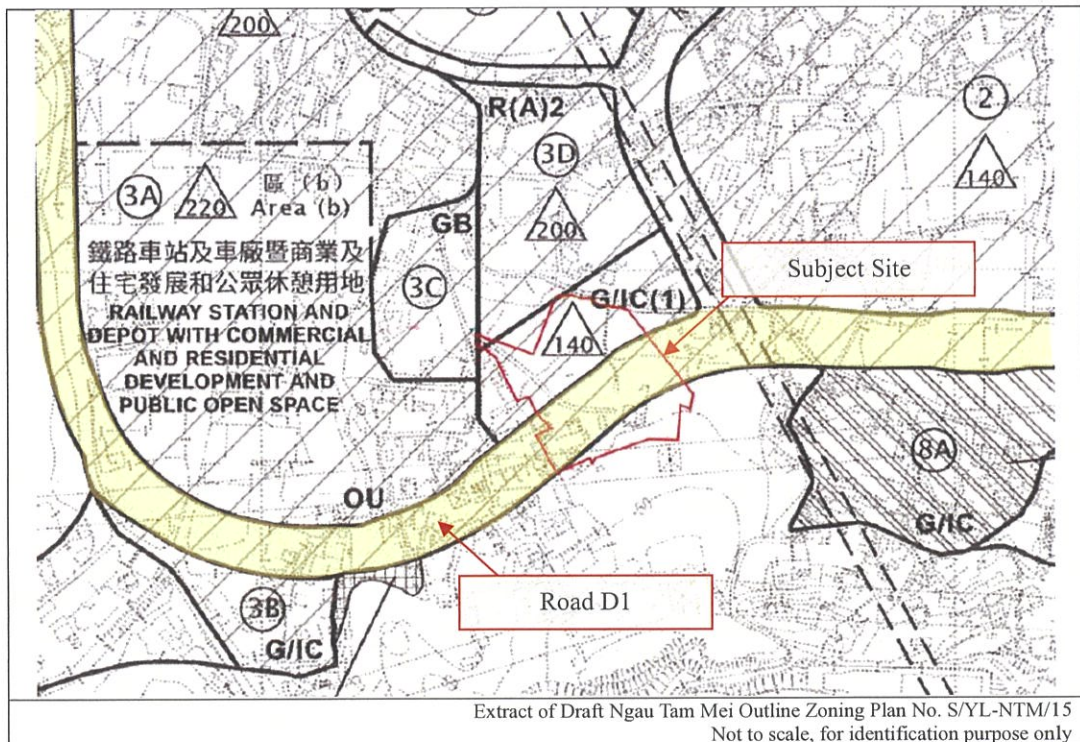 200
R(A)2
3D
200
2
140
3A
220
區 (b)
Area (b)
鐵路車站及車廠暨商業及
住宅發展和公眾休憩用地
RAILWAY STATION AND
DEPOT WITH COMMERCIAL
AND RESIDENTIAL
DEVELOPMENT AND
PUBLIC OPEN SPACE
GB
3C
G/IC(1)
140
Subject Site
OU
8A
G/IC
Road D1
3B
G/IC
Extract of Draft Ngau Tam Mei Outline Zoning Plan No. S/YL-NTM/15
Not to scale, for identification purpose only